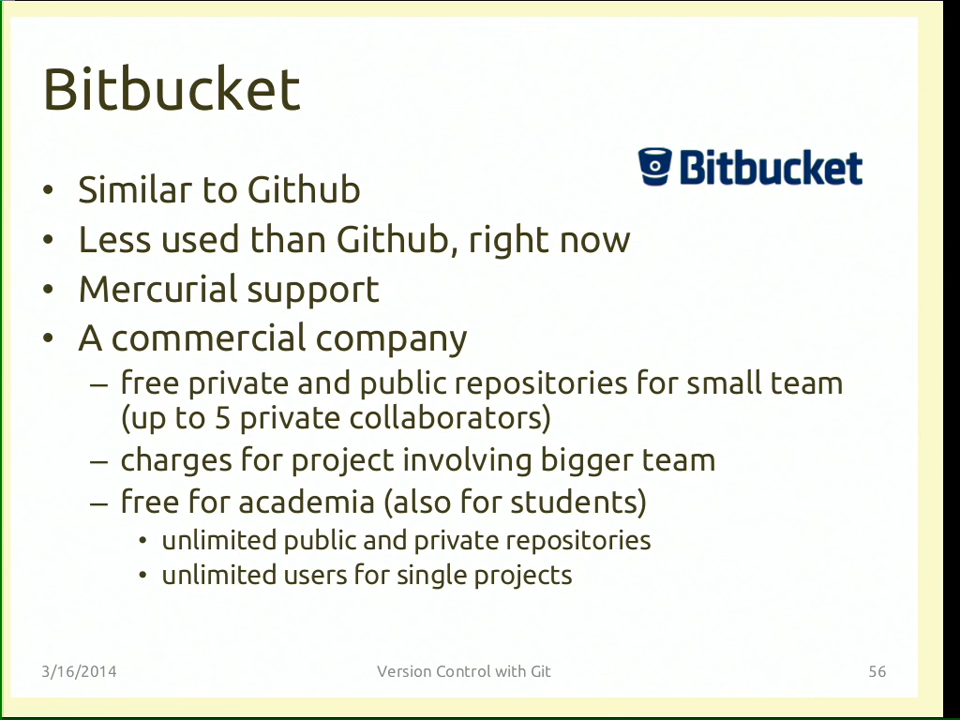 Bitbucket
Bitbucket
• Similar to Github
• Less used than Github, right now
• Mercurial support
• A commercial company
– free private and public repositories for small team
(up to 5 private collaborators)
– charges for project involving bigger team
– free for academia (also for students)
• unlimited public and private repositories
• unlimited users for single projects
3/16/2014
Version Control with Git
56